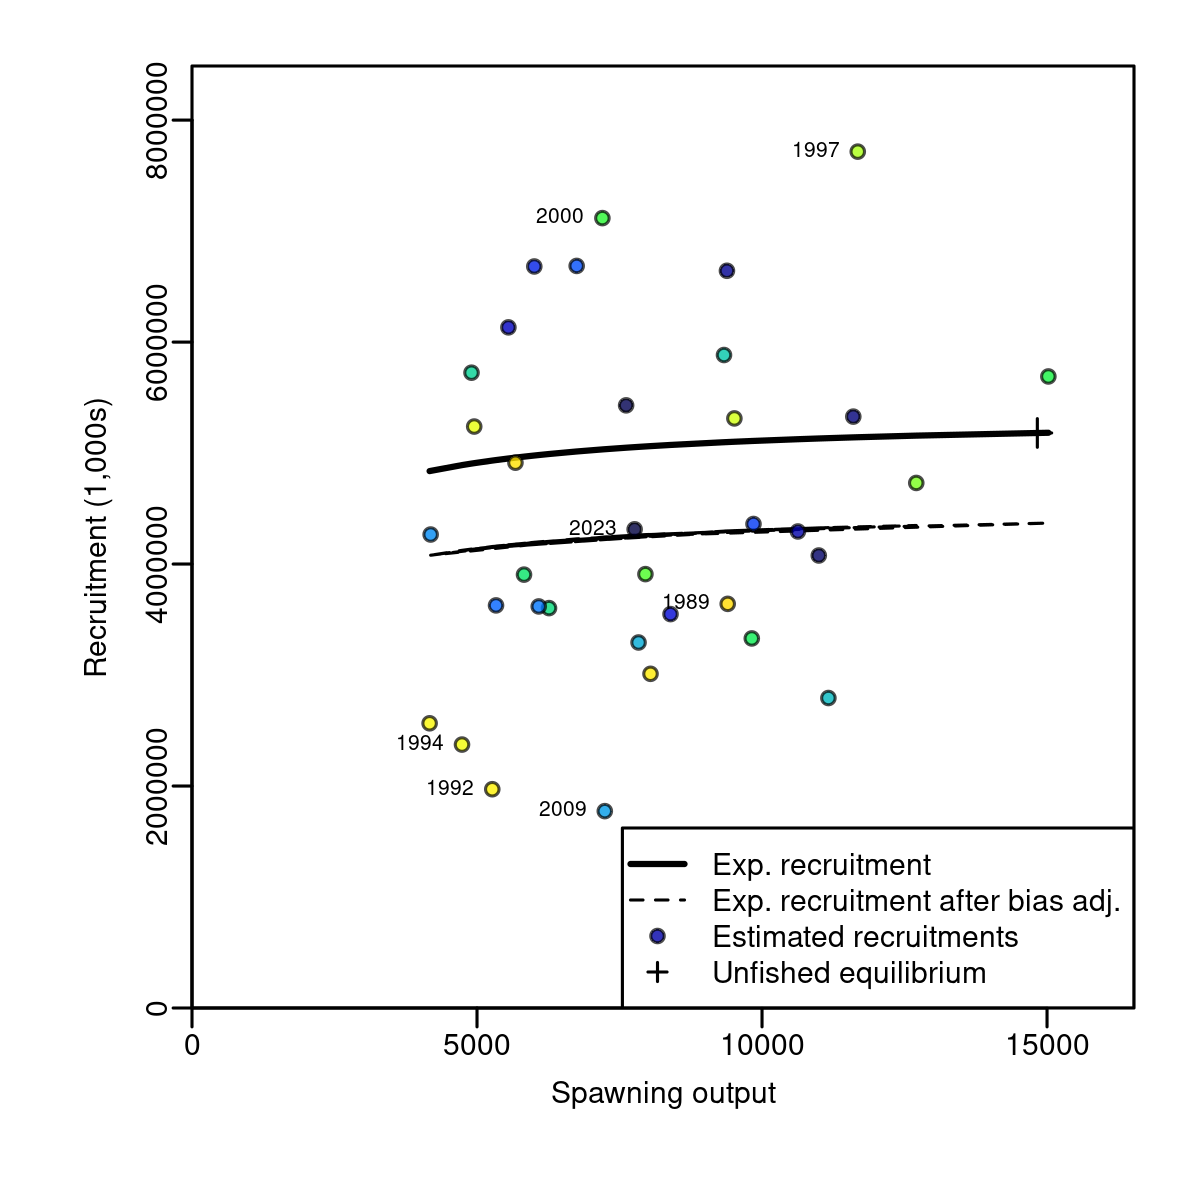 8000000
6000000
4000000
2000000
0
Recruitment (1,000s)
1997
2000
2023
1989
1994
1992
2009
Exp. recruitment
Exp. recruitment after bias adj.
Estimated recruitments
Unfished equilibrium
0
5000
10000
15000
Spawning output